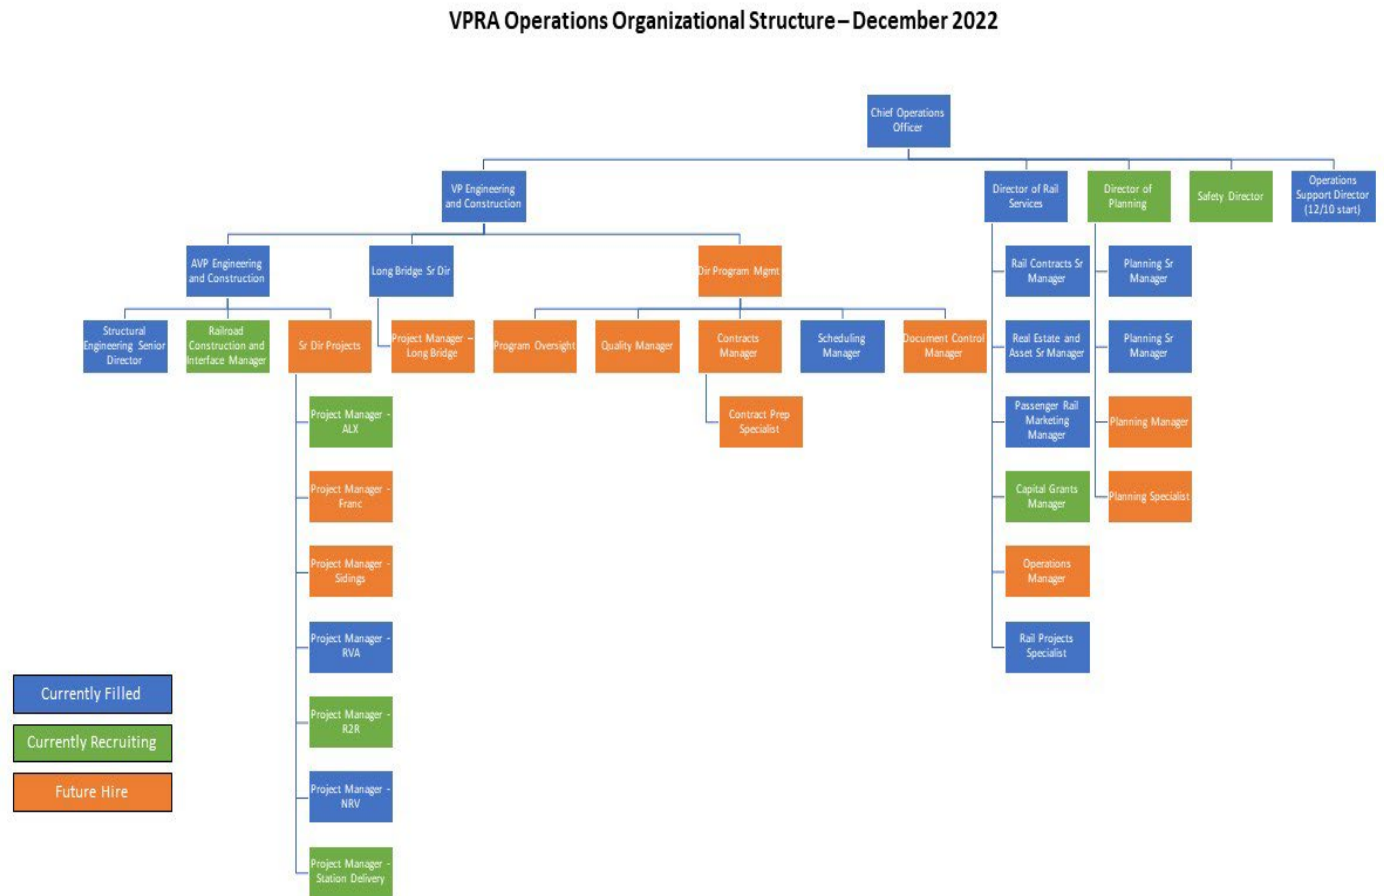 VPRA Operations Organizational Structure – December 2022
Chief Operations
Officer
VP Engineering
and Construction
Director of Rail
Services
Director of
Planning
Safety Director
Operations
Support Director
(12/10 start)
AVP Engineering
and Construction
Long Bridge Sr Dir
Dir Program Mgmt
Rail Contracts Sr
Manager
Planning Sr
Manager
Structural
Engineering Senior
Director
Railroad
Construction and
Interface Manager
Sr Dir Projects
Project Manager –
Long Bridge
Program Oversight
Quality Manager
Contracts
Manager
Scheduling
Manager
Document Control
Manager
Real Estate and
Asset Sr Manager
Planning Sr
Manager
Project Manager -
ALX
Contract Prep
Specialist
Passenger Rail
Marketing
Manager
Planning Manager
Project Manager -
Franc
Capital Grants
Manager
Planning Specialist
Project Manager -
Sidings
Operations
Manager
Project Manager -
RVA
Rail Projects
Specialist
Currently Filled
Project Manager -
R2R
Currently Recruiting
Project Manager -
NRV
Future Hire
Project Manager -
Station Delivery